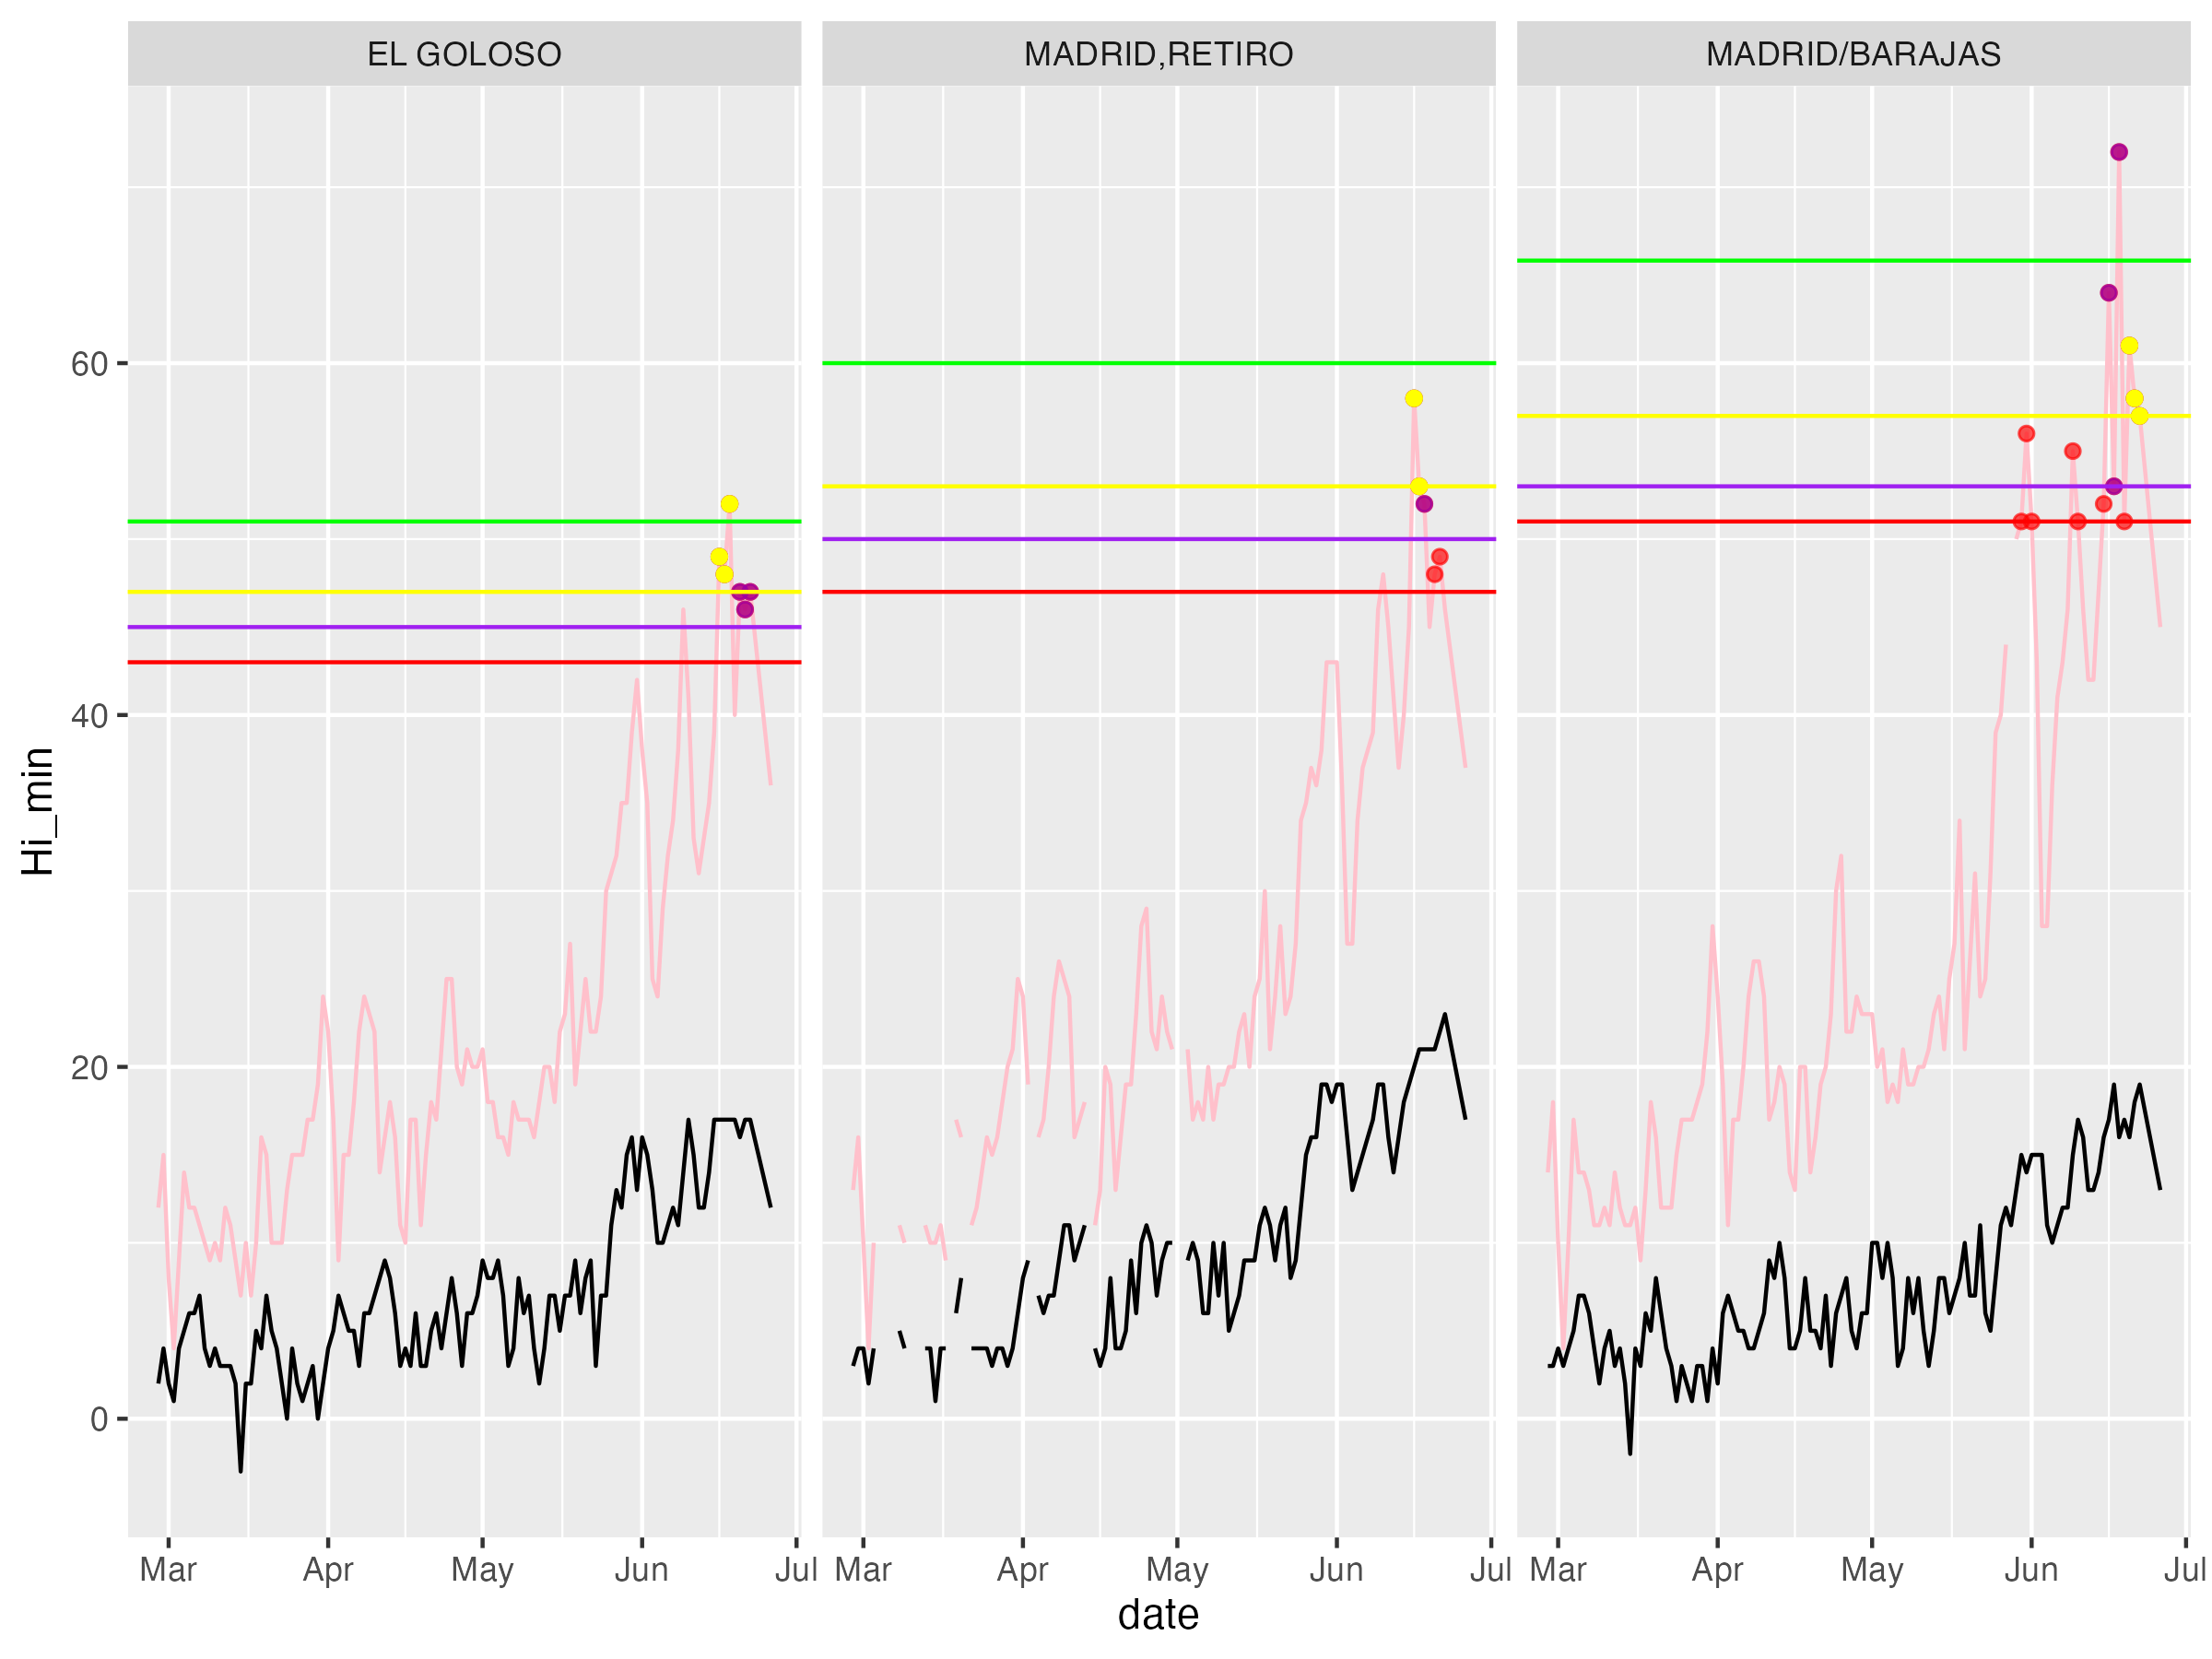 EL GOLOSO MADRID,RETIRO MADRID/BARAJAS
60
40
20
0
Hi_min
Mar Apr May Jun Jul Mar Apr May Jun Jul Mar Apr May Jun Jul
date